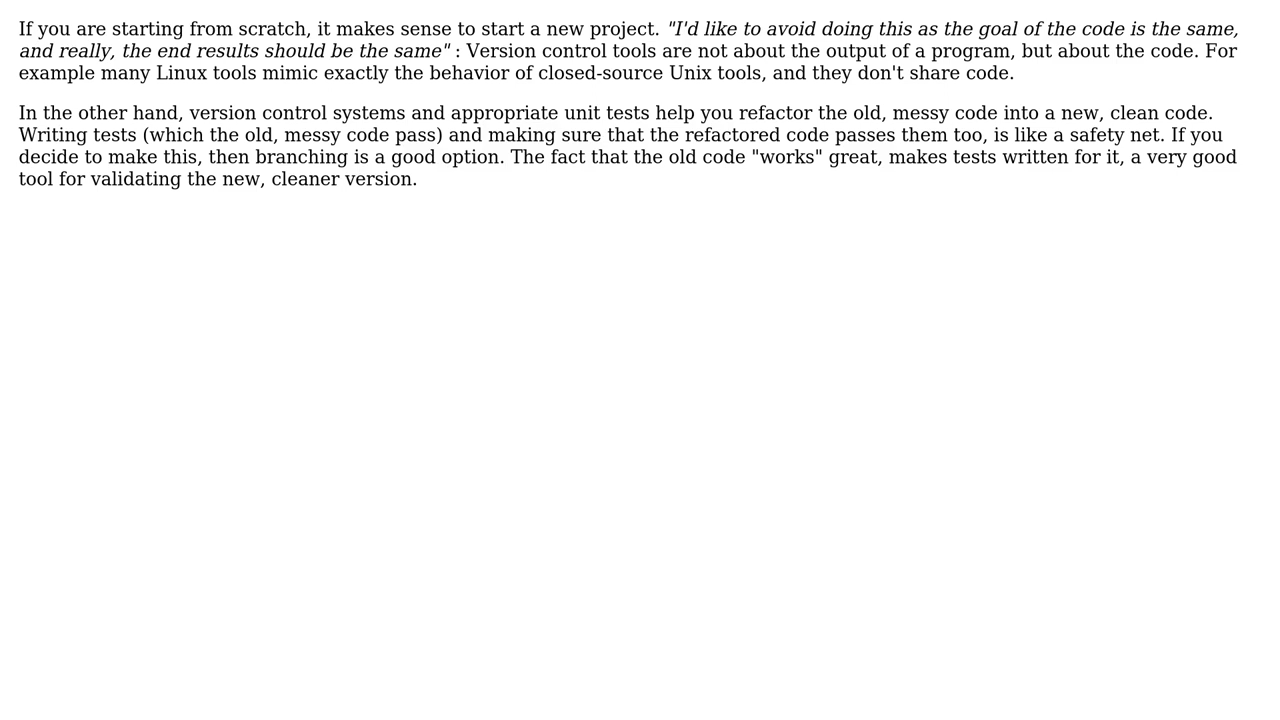 If you are starting from scratch, it makes sense to start a new project. "I'd like to avoid doing this as the goal of the code is the same,
and really, the end results should be the same" : Version control tools are not about the output of a program, but about the code. For
example many Linux tools mimic exactly the behavior of closed-source Unix tools, and they don't share code.
In the other hand, version control systems and appropriate unit tests help you refactor the old, messy code into a new, clean code.
Writing tests (which the old, messy code pass) and making sure that the refactored code passes them too, is like a safety net. If you
decide to make this, then branching is a good option. The fact that the old code "works" great, makes tests written for it, a very good
tool for validating the new, cleaner version.